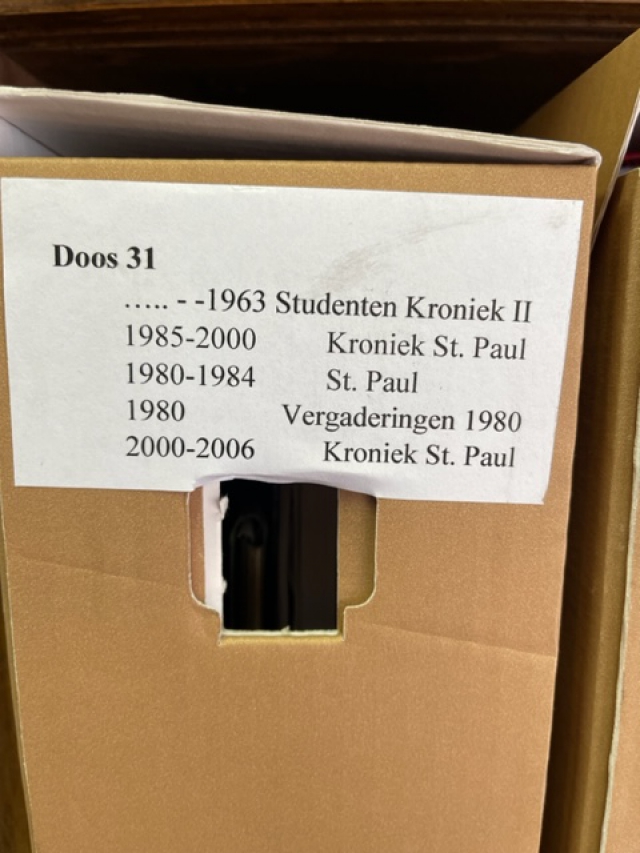 Doos 31
..... - -1963 Studenten Kroniek II
1985-2000 Kroniek St. Paul
1980-1984 St. Paul
1980 Vergaderingen 1980
2000-2006 Kroniek St. Paul